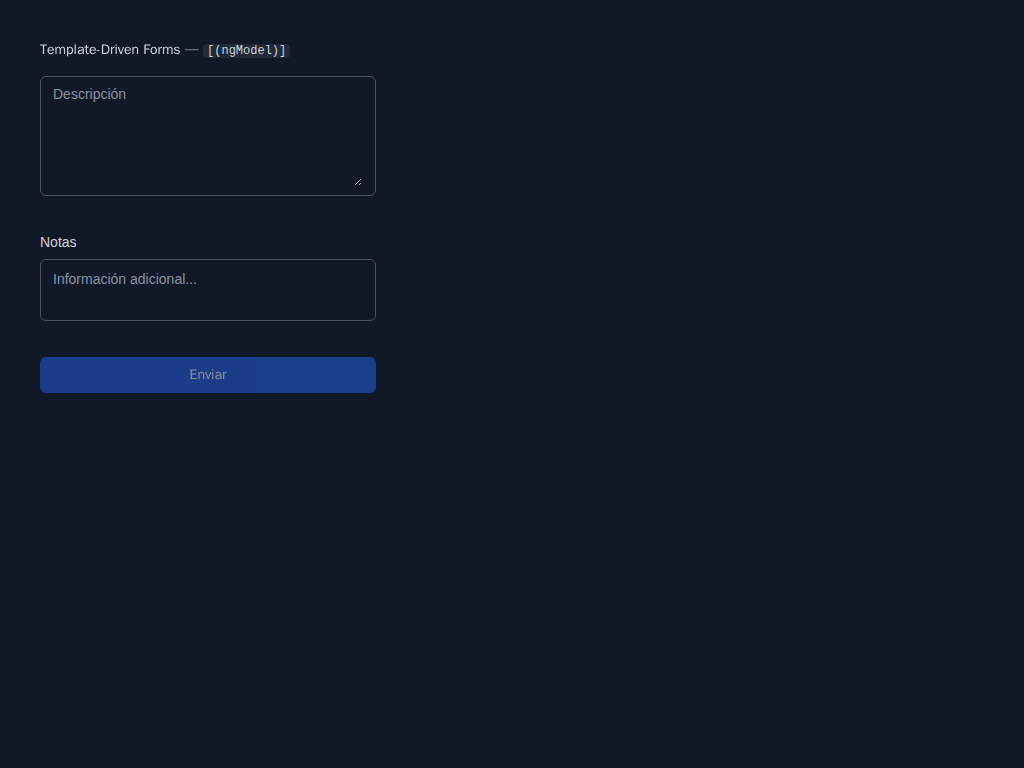 Template-Driven Forms — [(ngModel)]
Descripción
Notas
Información adicional...
Enviar